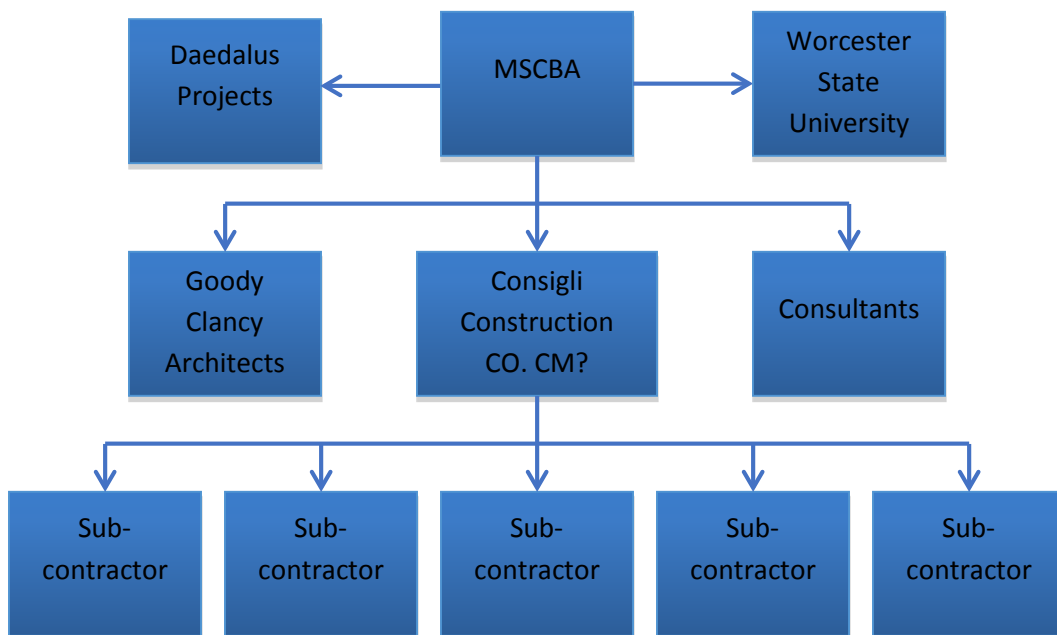 Daedalus
Projects
MSCBA
Worcester
State
University
Goody
Clancy
Architects
Consigli
Construction
CO. CM?
Consultants
Sub-
contractor
Sub-
contractor
Sub-
contractor
Sub-
contractor
Sub-
contractor